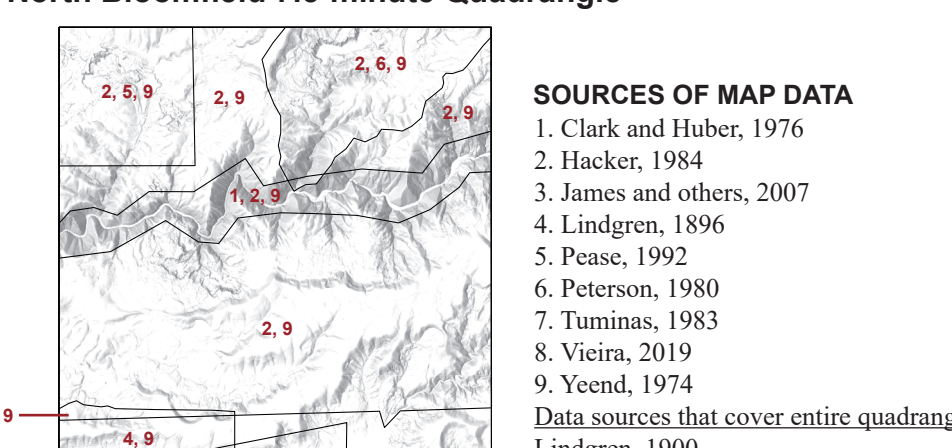 North Bloomfield 7.5-Minute Quadrangle
2, 5, 9
2, 9
2, 6, 9
2, 9
1, 2, 9
2, 9
9
4, 9
SOURCES OF MAP DATA
1. Clark and Huber, 1976
2. Hacker, 1984
3. James and others, 2007
4. Lindgren, 1896
5. Pease, 1992
6. Peterson, 1980
7. Tuminas, 1983
8. Vieira, 2019
9. Yeend, 1974
Data sources that cover entire quadrang
Lindgren, 1900